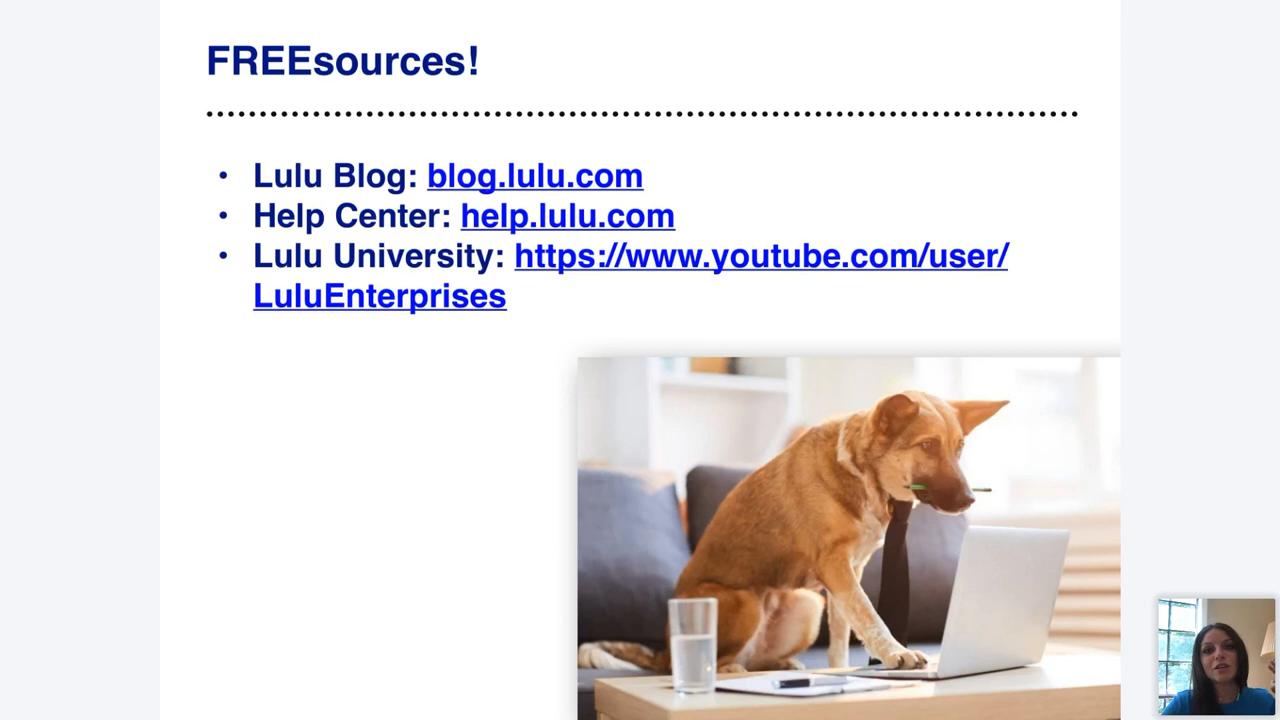 FREEsources!
• Lulu Blog: blog.lulu.com
• Help Center: help.lulu.com
• Lulu University: https://www.youtube.com/user/
LuluEnterprises